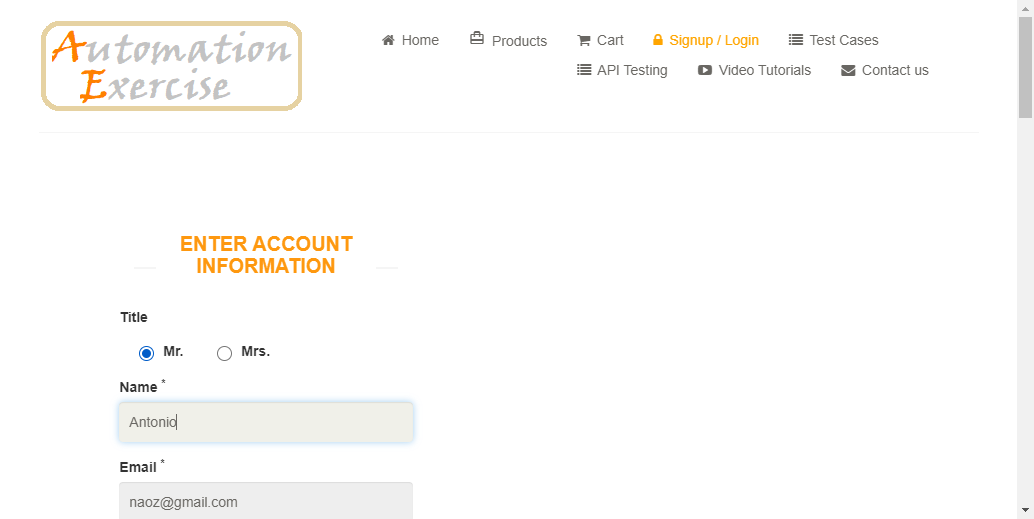 Automation
Exercise
Home Products Cart Signup / Login Test Cases
API Testing Video Tutorials Contact us
ENTER ACCOUNT
INFORMATION
Title
Mr. Mrs.
Name *
Antonio
Email *
naoz@gmail.com